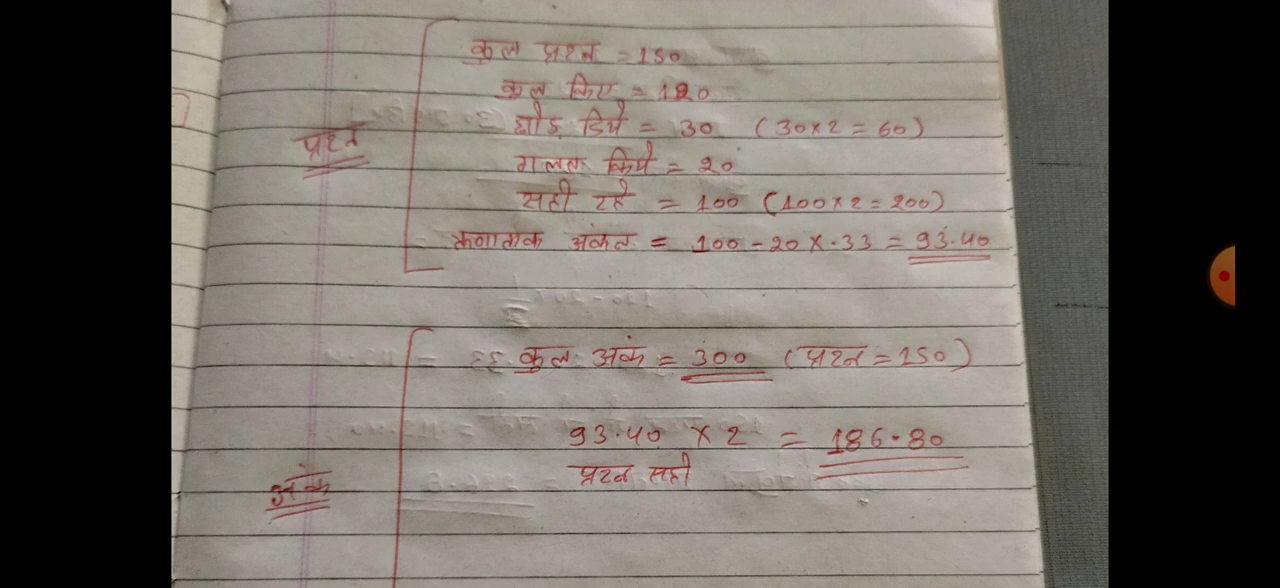 कुल प्रश्न = 150
कुल किए = 120
छोड़ दिये = 30 (30×2=60)
प्रश्न
गलत किये = 20
सही रहे = 100 (100×2=200)
ऋणात्मक अंकन = 100 - 20 × .33 = 93.40
कुल अंक = 300 (प्रश्न = 150)
93.40 × 2 = 186.80
प्रश्न सही
अंक